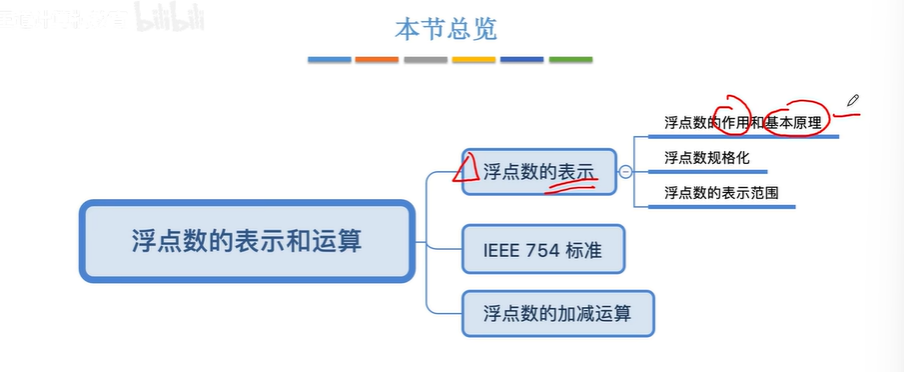 bilibili
本节总览
浮点数的作用和基本原理
浮点数的表示
浮点数规格化
浮点数的表示范围
浮点数的表示和运算
IEEE 754 标准
浮点数的加减运算